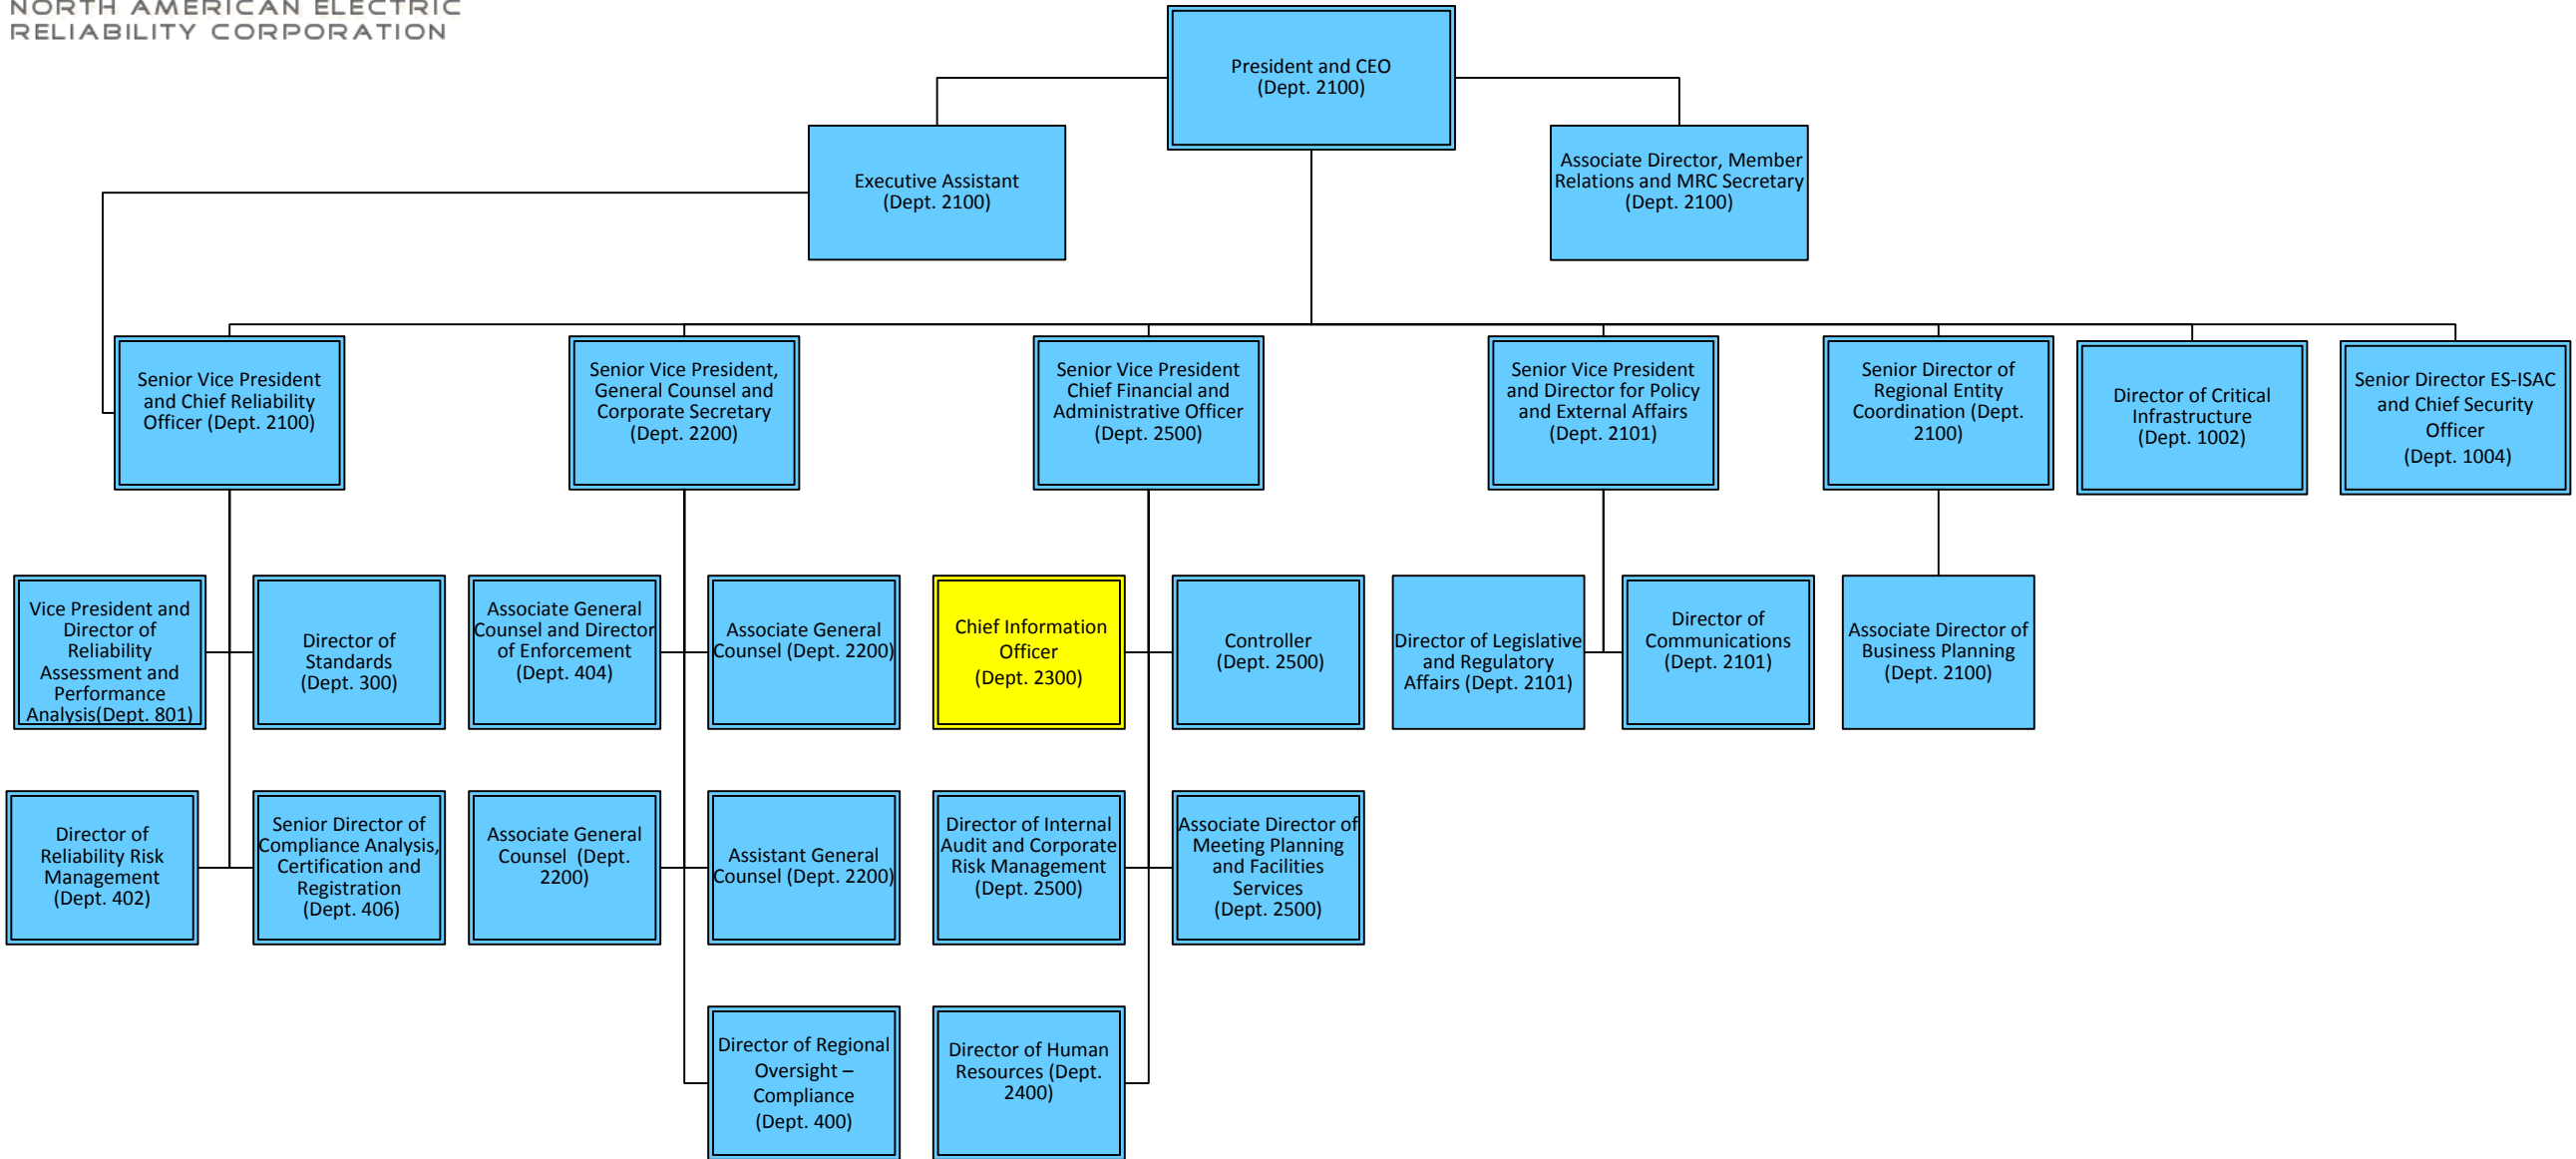 NORTH AMERICAN ELECTRIC
RELIABILITY CORPORATION
President and CEO
(Dept. 2100)
Executive Assistant
(Dept. 2100)
Associate Director, Member
Relations and MRC Secretary
(Dept. 2100)
Senior Vice President
and Chief Reliability
Officer (Dept. 2100)
Senior Vice President,
General Counsel and
Corporate Secretary
(Dept. 2200)
Senior Vice President
Chief Financial and
Administrative Officer
(Dept. 2500)
Senior Vice President
and Director for Policy
and External Affairs
(Dept. 2101)
Senior Director of
Regional Entity
Coordination (Dept.
2100)
Director of Critical
Infrastructure
(Dept. 1002)
Senior Director ES-ISAC
and Chief Security
Officer
(Dept. 1004)
Vice President and
Director of
Reliability
Assessment and
Performance
Analysis(Dept. 801)
Director of
Standards
(Dept. 300)
Associate General
Counsel and Director
of Enforcement
(Dept. 404)
Associate General
Counsel (Dept. 2200)
Chief Information
Officer
(Dept. 2300)
Controller
(Dept. 2500)
Director of Legislative
and Regulatory
Affairs (Dept. 2101)
Director of
Communications
(Dept. 2101)
Associate Director of
Business Planning
(Dept. 2100)
Director of
Reliability Risk
Management
(Dept. 402)
Senior Director of
Compliance Analysis,
Certification and
Registration
(Dept. 406)
Associate General
Counsel (Dept.
2200)
Assistant General
Counsel (Dept. 2200)
Director of Internal
Audit and Corporate
Risk Management
(Dept. 2500)
Associate Director of
Meeting Planning
and Facilities
Services
(Dept. 2500)
Director of Regional
Oversight –
Compliance
(Dept. 400)
Director of Human
Resources (Dept.
2400)